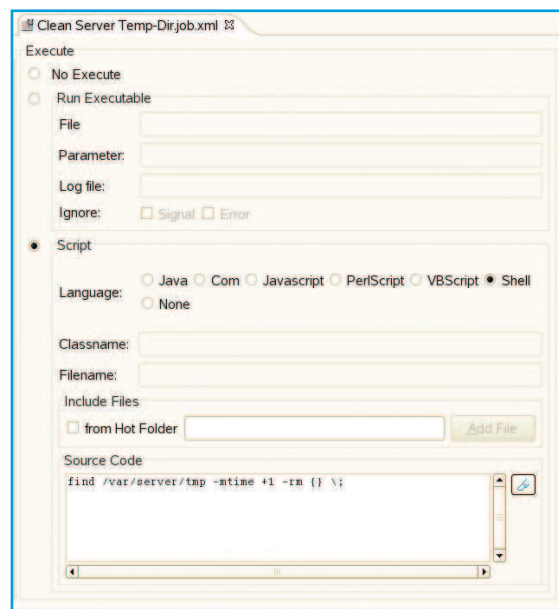 Clean Server Temp-Dir.job.xml
Execute
No Execute
Run Executable
File
Parameter:
Log file:
Ignore: Signal Error
Script
Language: Java Com Javascript PerlScript VBScript Shell
None
Classname:
Filename:
Include Files
from Hot Folder Add File
Source Code
find /var/server/tmp -mtime +1 -rm {} \;